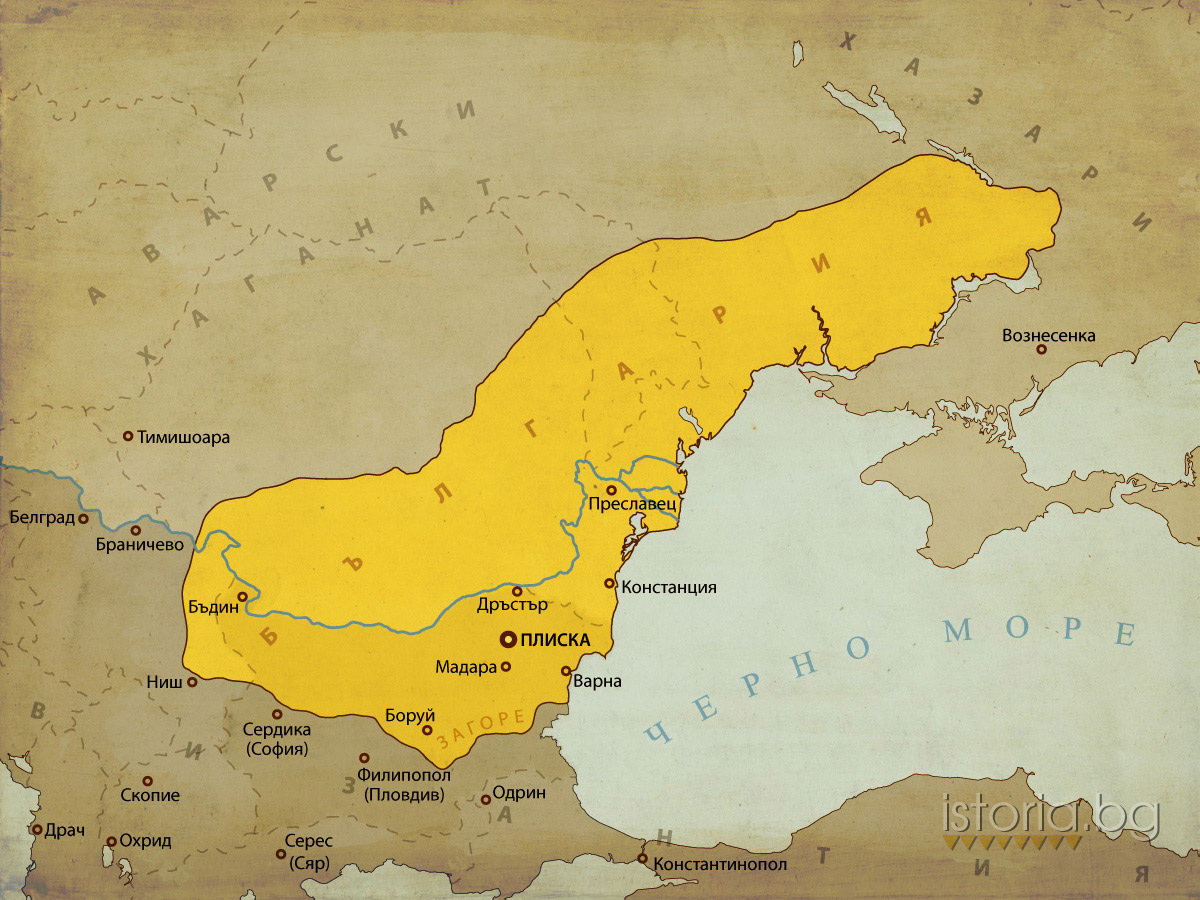 ХАЗАРИ
АВАРСКИ
ХАГАНАТ
БЪЛГАРИЯ
Вознесенка
Тимишоара
Белград
Браничево
Преславец
Констанция
Бъдин
Дръстър
ПЛИСКА
Мадара
Варна
Ниш
ЧЕРНО МОРЕ
Боруй
ЗАГОРЕ
Сердика
(София)
Филипопол
(Пловдив)
Скопие
Одрин
Драч
Охрид
Серес
(Сяр)
Константинопол
ВИЗАНТИЯ
istoria.bg